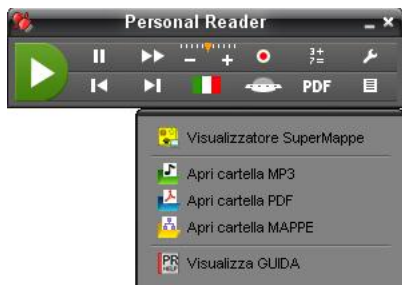 Personal Reader
3+
7=
PDF
Visualizzatore SuperMappe
Apri cartella MP3
Apri cartella PDF
Apri cartella MAPPE
PR
HELP
Visualizza GUIDA